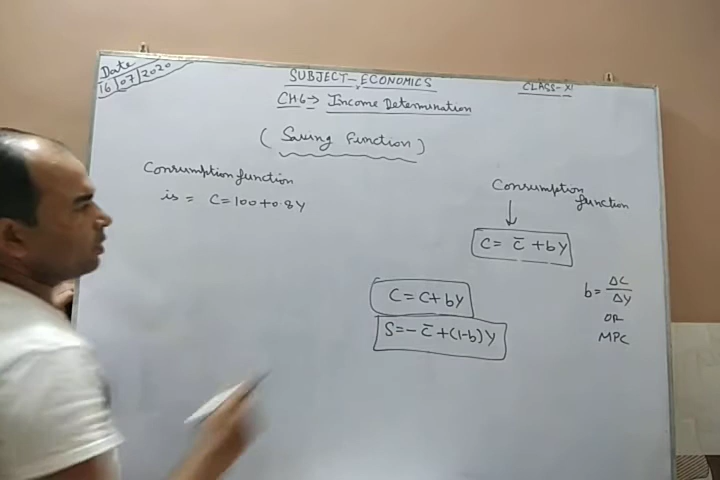 Date
16/07/2020
SUBJECT-ECONOMICS
CLASS-XI
CH6-> Income Determination
(Saving Function)
Consumption function
is = C=100+0.8Y
Consumption
function
↓
C= C̄ +bY
b= ΔC/ΔY
OR
MPC
C=C+bY
S=-C̄+(1-b)Y